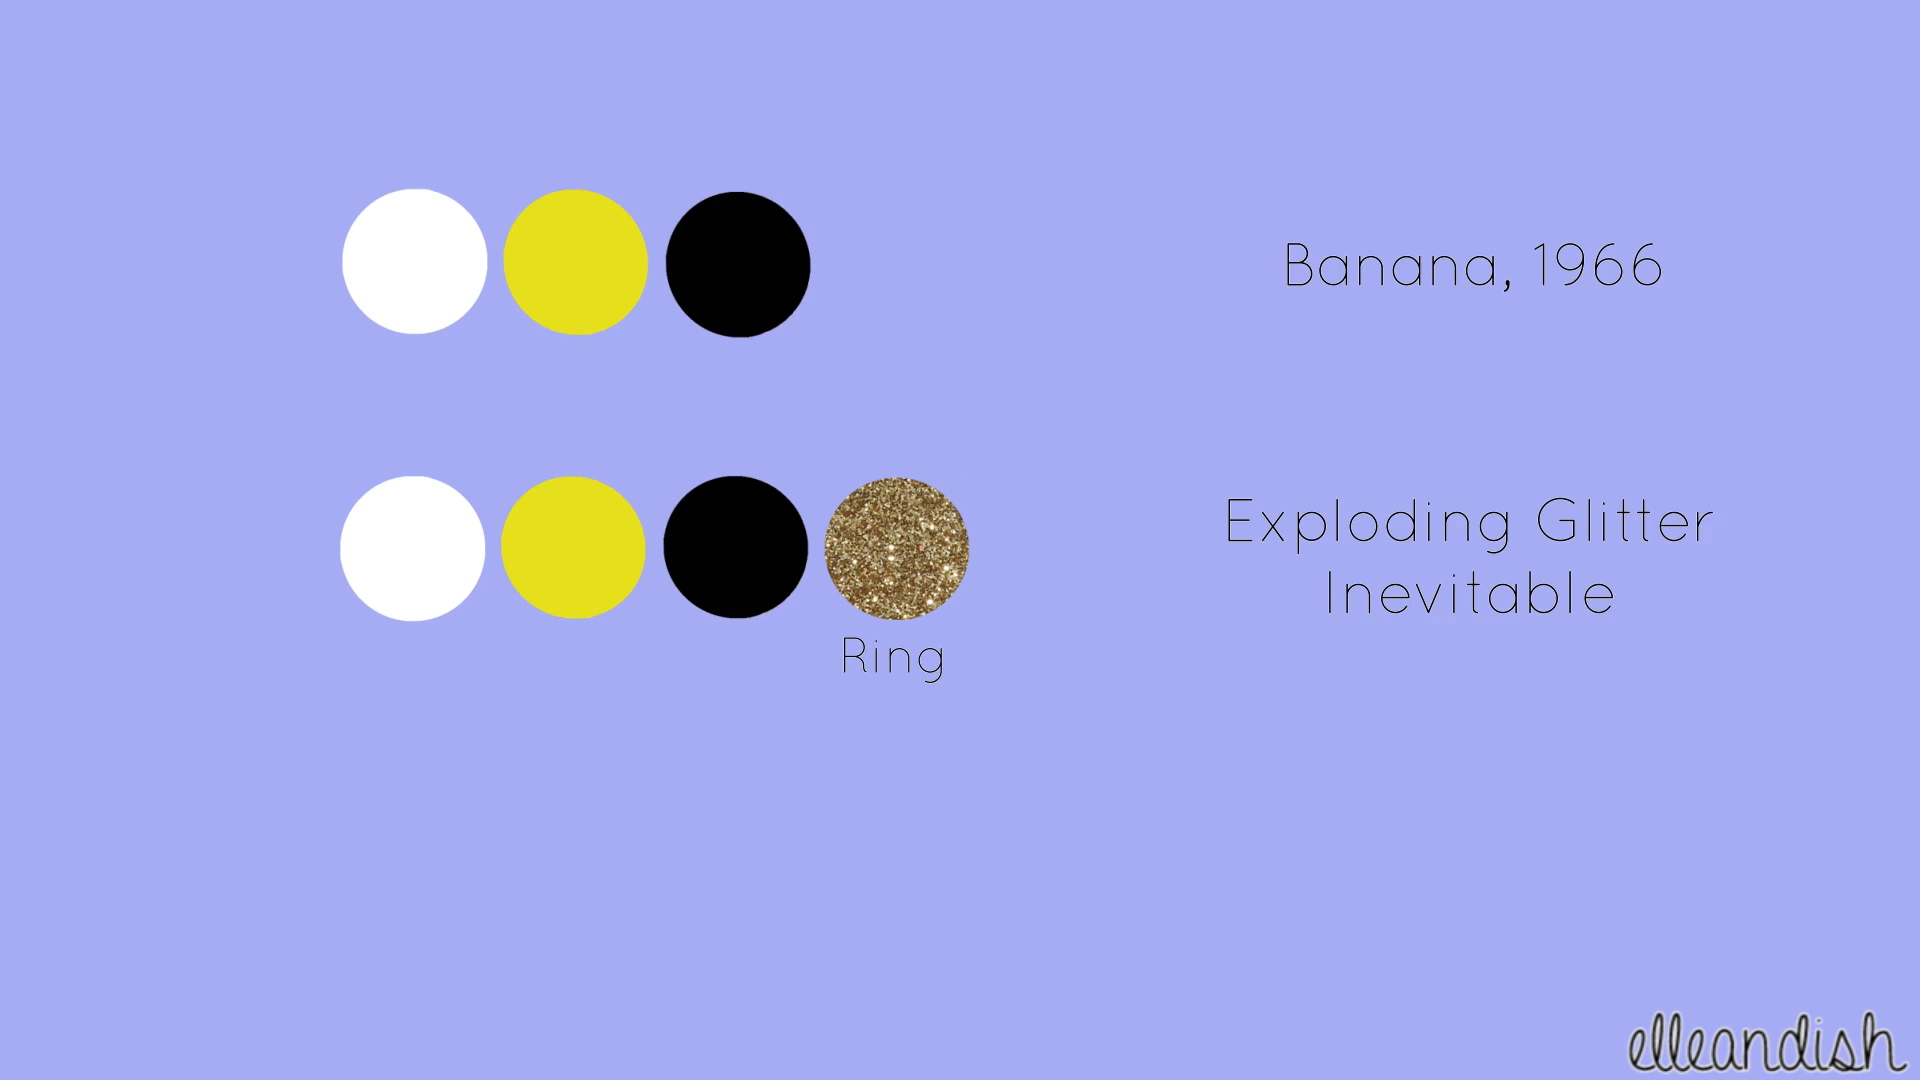 Banana, 1966
Exploding Glitter
Inevitable
Ring
elleandish